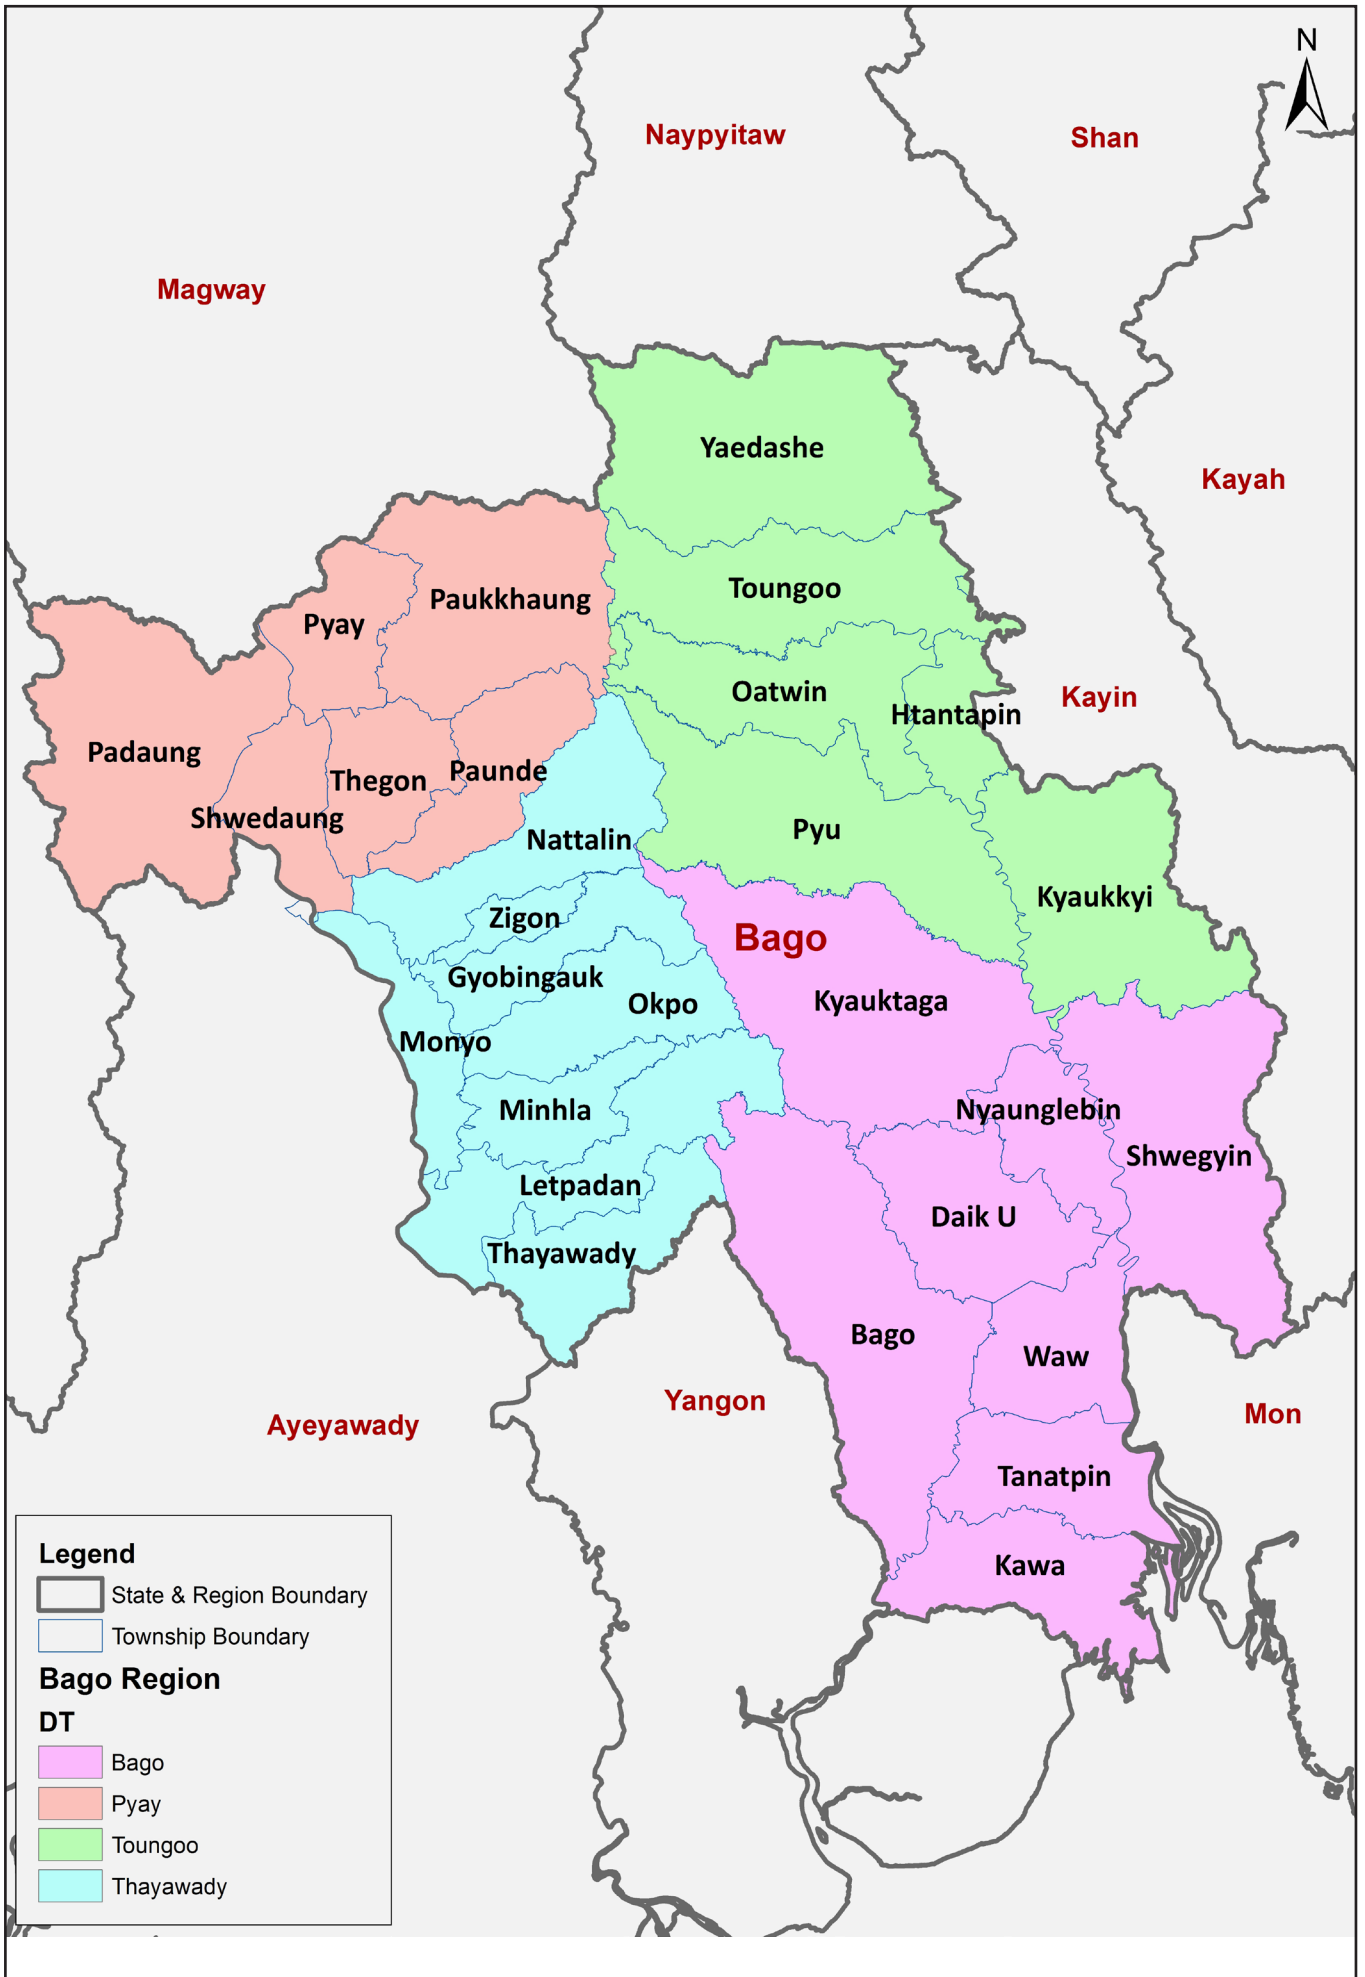 N
Naypyitaw
Shan
Magway
Yaedashe
Kayah
Toungoo
Paukkhaung
Pyay
Oatwin
Kayin
Htantapin
Padaung
Thegon
Paunde
Shwedaung
Nattalin
Pyu
Kyaukkyi
Zigon
Bago
Gyobingauk
Okpo
Kyauktaga
Monyo
Minhla
Nyaunglebin
Shwegyin
Letpadan
Daik U
Thayawady
Bago
Waw
Yangon
Mon
Ayeyawady
Tanatpin
Kawa
Legend
State & Region Boundary
Township Boundary
Bago Region
DT
Bago
Pyay
Toungoo
Thayawady